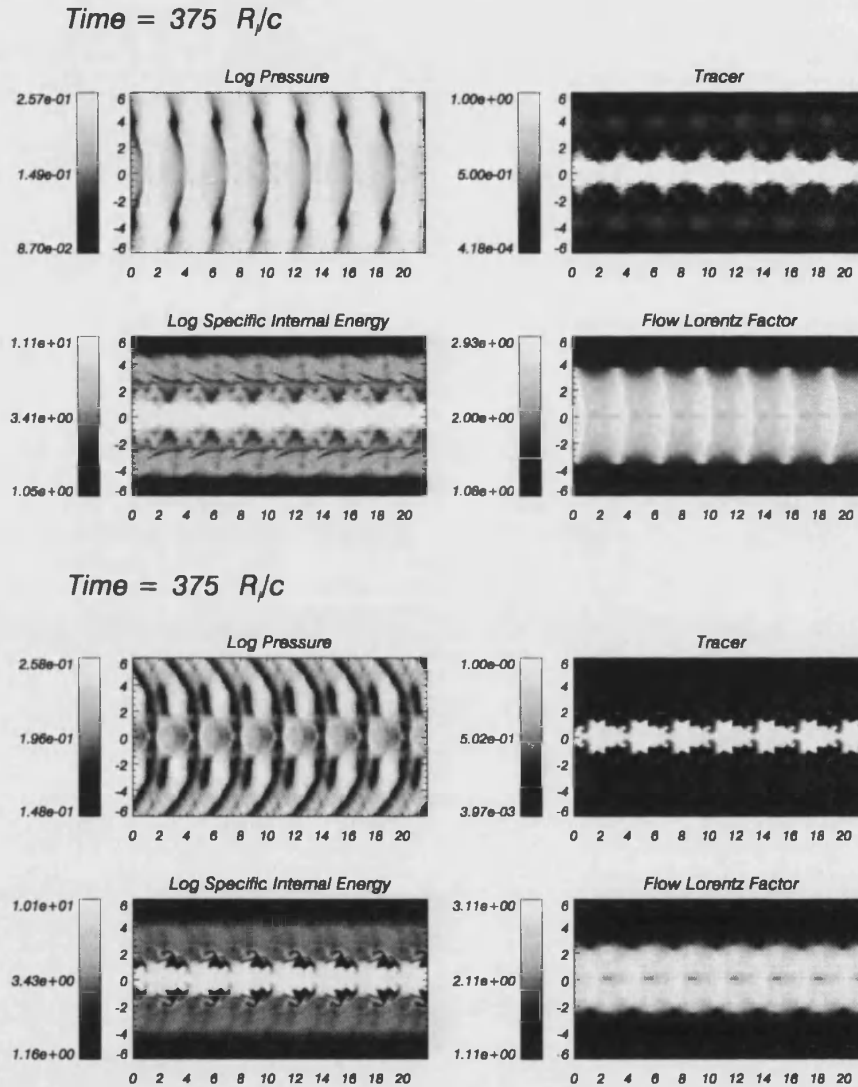 Time = 375 Rj/c
Log Pressure
Tracer
2.57e-01
1.49e-01
8.70e-02
6
4
2
0
-2
-4
-6
0 2 4 6 8 10 12 14 16 18 20
1.00e+00
5.00e-01
4.18e-04
6
4
2
0
-2
-4
-6
0 2 4 6 8 10 12 14 16 18 20
Log Specific Internal Energy
Flow Lorentz Factor
1.11e+01
3.41e+00
1.05e+00
6
4
2
0
-2
-4
-6
0 2 4 6 8 10 12 14 16 18 20
2.93e+00
2.00e+00
1.08e+00
6
4
2
0
-2
-4
-6
0 2 4 6 8 10 12 14 16 18 20
Time = 375 Rj/c
Log Pressure
Tracer
2.58e-01
1.96e-01
1.48e-01
6
4
2
0
-2
-4
-6
0 2 4 6 8 10 12 14 16 18 20
1.00e-00
5.02e-01
3.97e-03
6
4
2
0
-2
-4
-6
0 2 4 6 8 10 12 14 16 18 20
Log Specific Internal Energy
Flow Lorentz Factor
1.01e+01
3.43e+00
1.16e+00
6
4
2
0
-2
-4
-6
0 2 4 6 8 10 12 14 16 18 20
3.11e+00
2.11e+00
1.11e+00
6
4
2
0
-2
-4
-6
0 2 4 6 8 10 12 14 16 18 20